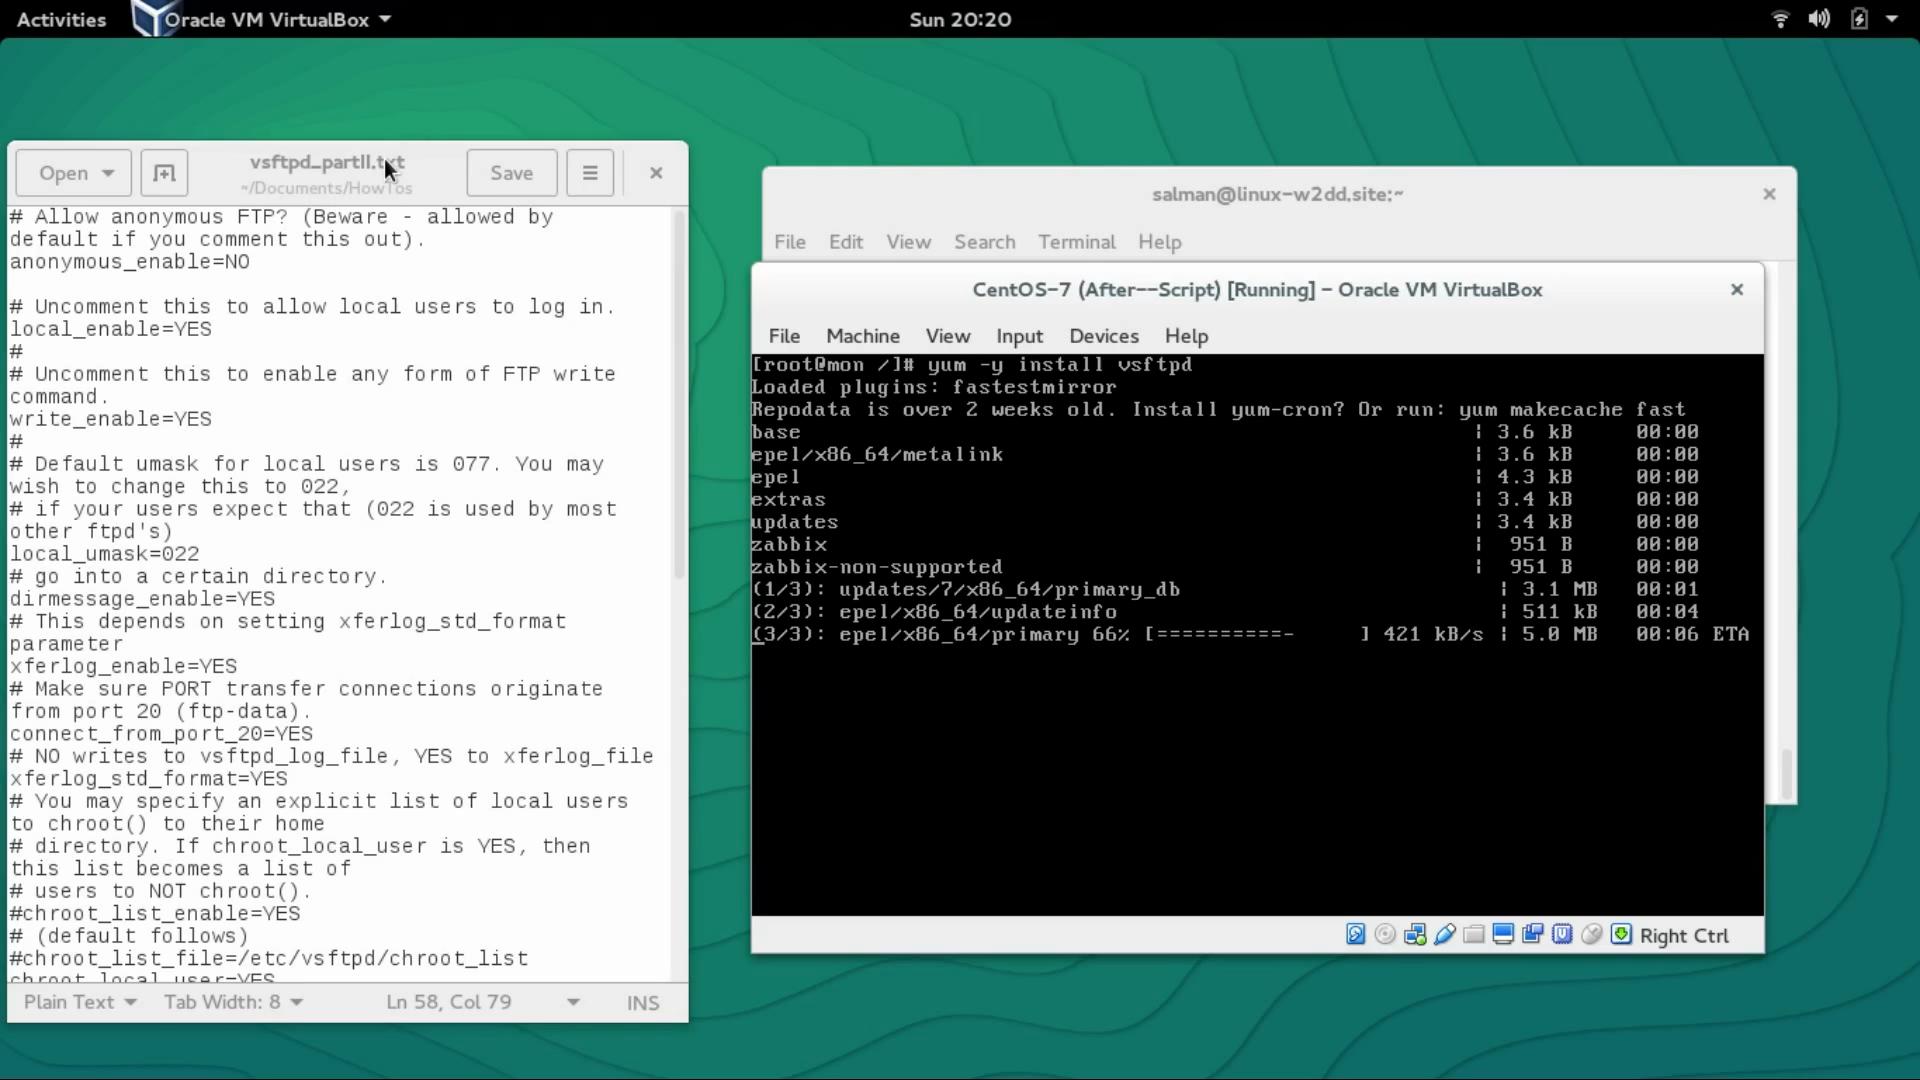 Activities
Oracle VM VirtualBox
Sun 20:20
Open
vsftpd_partII.txt
~/Documents/HowTos
Save
# Allow anonymous FTP? (Beware - allowed by
default if you comment this out).
anonymous_enable=NO
# Uncomment this to allow local users to log in.
local_enable=YES
#
# Uncomment this to enable any form of FTP write
command.
write_enable=YES
#
# Default umask for local users is 077. You may
wish to change this to 022,
# if your users expect that (022 is used by most
other ftpd's)
local_umask=022
# go into a certain directory.
dirmessage_enable=YES
# This depends on setting xferlog_std_format
parameter
xferlog_enable=YES
# Make sure PORT transfer connections originate
from port 20 (ftp-data).
connect_from_port_20=YES
# NO writes to vsftpd_log_file, YES to xferlog_file
xferlog_std_format=YES
# You may specify an explicit list of local users
to chroot() to their home
# directory. If chroot_local_user is YES, then
this list becomes a list of
# users to NOT chroot().
#chroot_list_enable=YES
# (default follows)
#chroot_list_file=/etc/vsftpd/chroot_list
chroot_local_user=YES
Plain Text Tab Width: 8 Ln 58, Col 79 INS
salman@linux-w2dd.site:~
File Edit View Search Terminal Help
CentOS-7 (After--Script) [Running] - Oracle VM VirtualBox
File Machine View Input Devices Help
[root@mon /]# yum -y install vsftpd
Loaded plugins: fastestmirror
Repodata is over 2 weeks old. Install yum-cron? Or run: yum makecache fast
base | 3.6 kB 00:00
epel/x86_64/metalink | 3.6 kB 00:00
epel | 4.3 kB 00:00
extras | 3.4 kB 00:00
updates | 3.4 kB 00:00
zabbix | 951 B 00:00
zabbix-non-supported | 951 B 00:00
(1/3): updates/7/x86_64/primary_db | 3.1 MB 00:01
(2/3): epel/x86_64/updateinfo | 511 kB 00:04
(3/3): epel/x86_64/primary 66% [==========- ] 421 kB/s | 5.0 MB 00:06 ETA
Right Ctrl